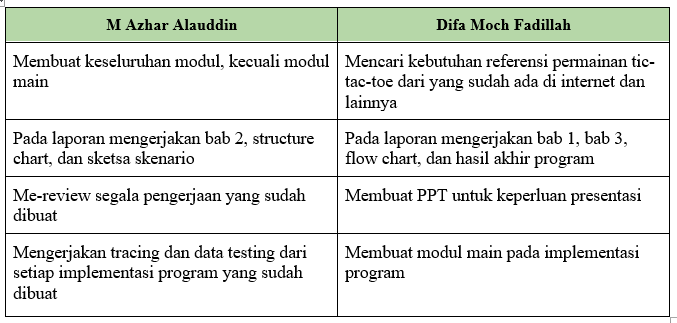 M Azhar Alauddin
Difa Moch Fadillah
Membuat keseluruhan modul, kecuali modul
main
Mencari kebutuhan referensi permainan tic-
tac-toe dari yang sudah ada di internet dan
lainnya
Pada laporan mengerjakan bab 2, structure
chart, dan sketsa skenario
Pada laporan mengerjakan bab 1, bab 3,
flow chart, dan hasil akhir program
Me-review segala pengerjaan yang sudah
dibuat
Membuat PPT untuk keperluan presentasi
Mengerjakan tracing dan data testing dari
setiap implementasi program yang sudah
dibuat
Membuat modul main pada implementasi
program